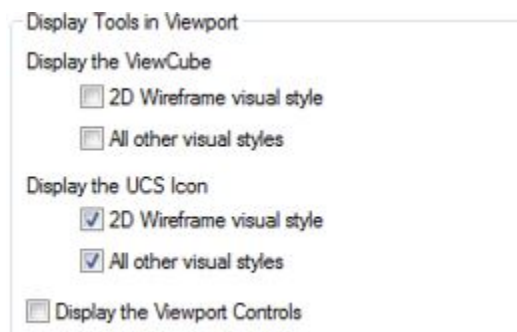 Display Tools in Viewport
Display the ViewCube
2D Wireframe visual style
All other visual styles
Display the UCS Icon
2D Wireframe visual style
All other visual styles
Display the Viewport Controls